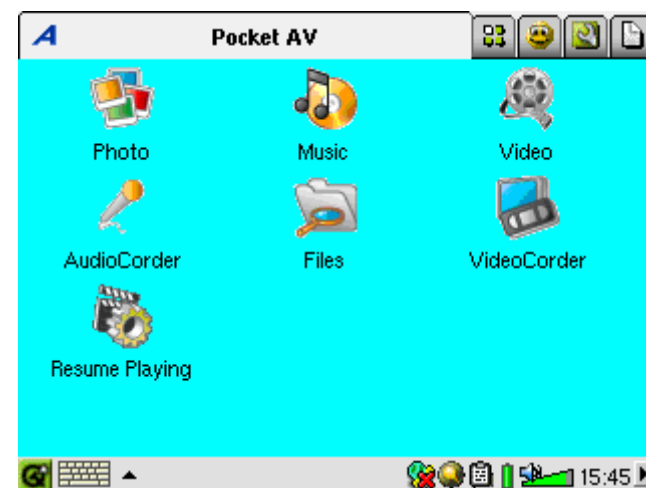 A Pocket AV
Photo Music Video
AudioCorder Files VideoCorder
Resume Playing
15:45